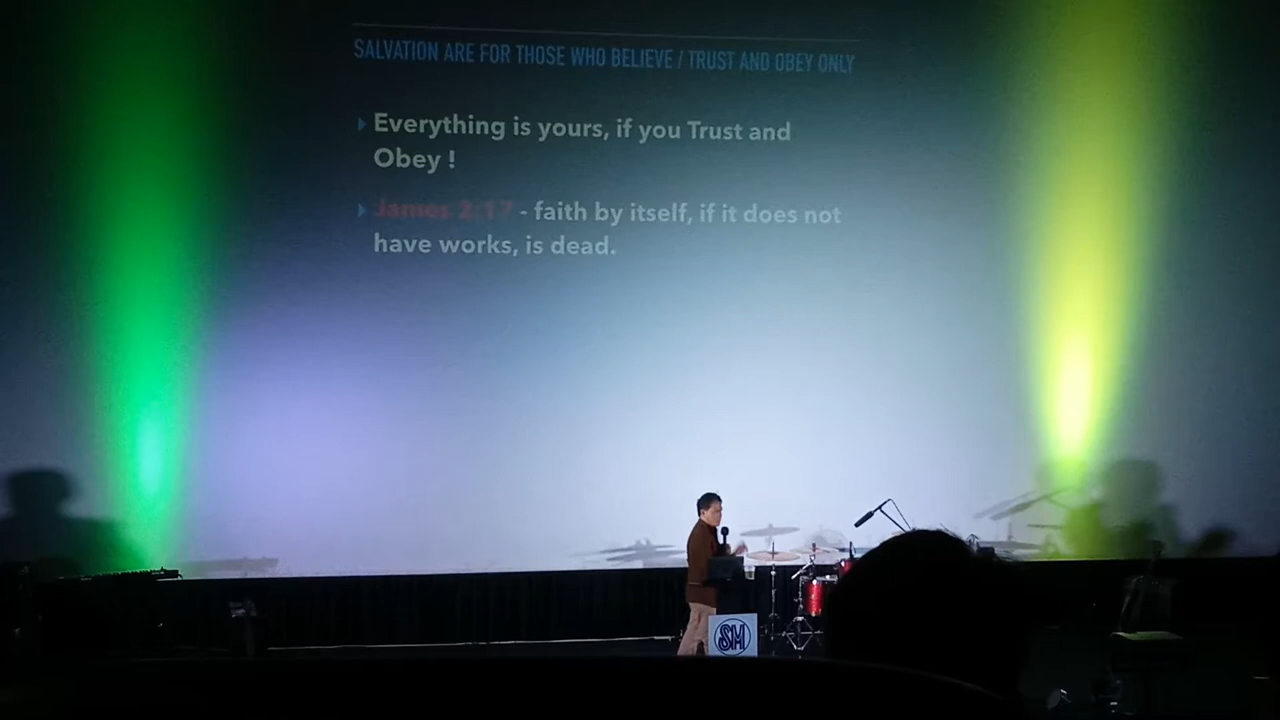 SALVATION ARE FOR THOSE WHO BELIEVE / TRUST AND OBEY ONLY
Everything is yours, if you Trust and
Obey !
James 2:17 - faith by itself, if it does not
have works, is dead.
SM